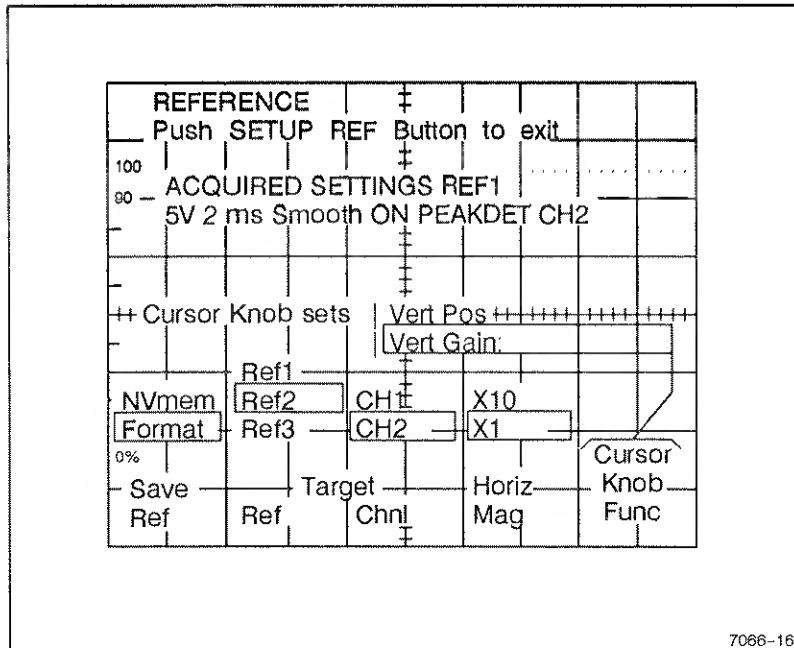 REFERENCE
Push SETUP REF Button to exit
100
ACQUIRED SETTINGS REF1
90
5V 2 ms Smooth ON PEAKDET CH2
Cursor Knob sets Vert Pos
Vert Gain:
Ref1
NVmem Ref2 CH1 X10
Format Ref3 CH2 X1
0% Cursor
Save Target Horiz Knob
Ref Ref Chnl Mag Func
7066-16